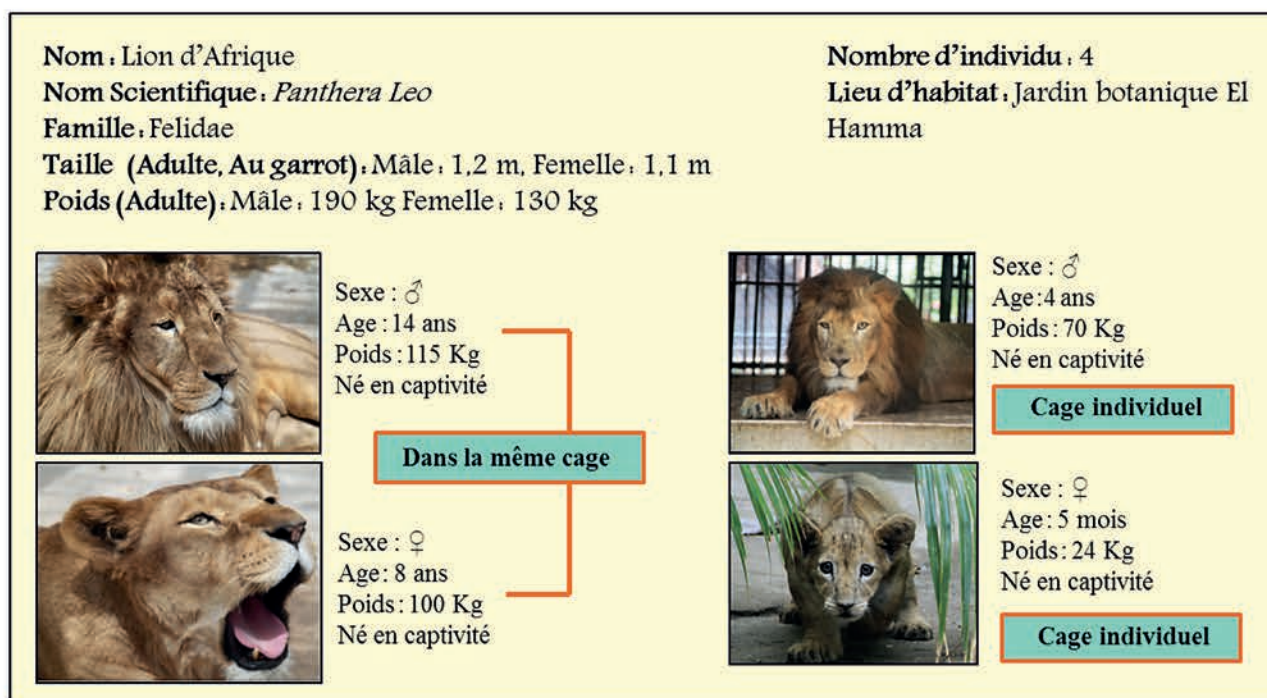 Nom : Lion d'Afrique
Nom Scientifique : Panthera Leo
Famille : Felidae
Taille (Adulte, Au garrot) : Mâle : 1,2 m, Femelle : 1,1 m
Poids (Adulte) : Mâle : 190 kg Femelle : 130 kg
Nombre d'individu : 4
Lieu d'habitat : Jardin botanique El
Hamma
Sexe : ♂
Age : 14 ans
Poids : 115 Kg
Né en captivité
Dans la même cage
Sexe : ♀
Age : 8 ans
Poids : 100 Kg
Né en captivité
Sexe : ♂
Age : 4 ans
Poids : 70 Kg
Né en captivité
Cage individuel
Sexe : ♀
Age : 5 mois
Poids : 24 Kg
Né en captivité
Cage individuel